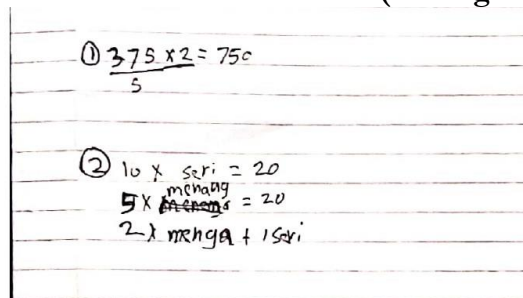 ① 375 x 2 = 750
5
② 10 x seri = 20
5 x menang = 20
2 x menga + 1 seri